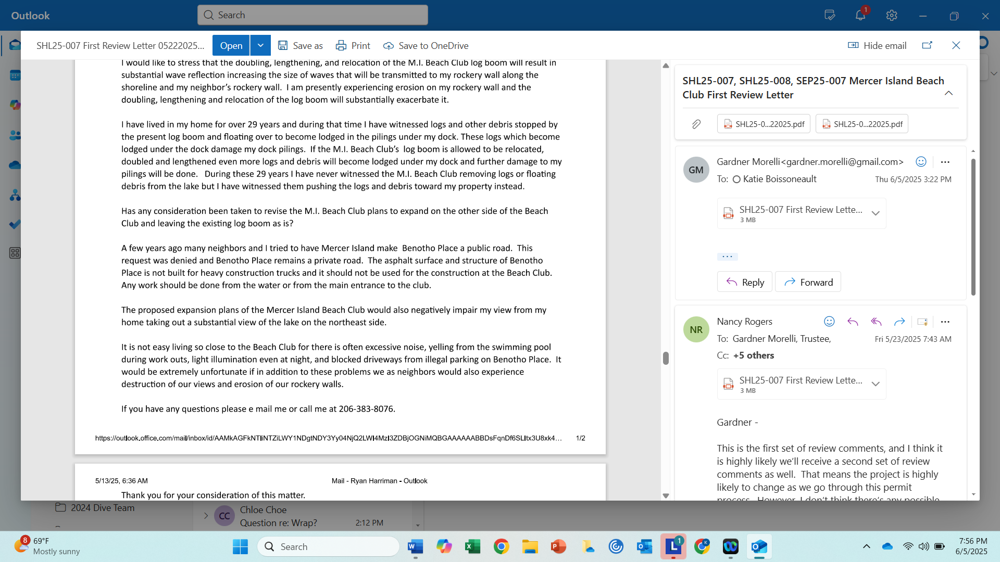 Outlook
Search
1
SHL25-007 First Review Letter 05222025...
Open
Save as
Print
Save to OneDrive
Hide email
I would like to stress that the doubling, lengthening, and relocation of the M.I. Beach Club log boom will result in
substantial wave reflection increasing the size of waves that will be transmitted to my rockery wall along the
shoreline and my neighbor's rockery wall.  I am presently experiencing erosion on my rockery wall and the
doubling, lengthening and relocation of the log boom will substantially exacerbate it.
I have lived in my home for over 29 years and during that time I have witnessed logs and other debris stopped by
the present log boom and floating over to become lodged in the pilings under my dock. These logs which become
lodged under the dock damage my dock pilings.  If the M.I. Beach Club's  log boom is allowed to be relocated,
doubled and lengthened even more logs and debris will become lodged under my dock and further damage to my
pilings will be done.   During these 29 years I have never witnessed the M.I. Beach Club removing logs or floating
debris from the lake but I have witnessed them pushing the logs and debris toward my property instead.
Has any consideration been taken to revise the M.I. Beach Club plans to expand on the other side of the Beach
Club and leaving the existing log boom as is?
A few years ago many neighbors and I tried to have Mercer Island make  Benotho Place a public road.  This
request was denied and Benotho Place remains a private road.  The asphalt surface and structure of Benotho
Place is not built for heavy construction trucks and it should not be used for the construction at the Beach Club.
Any work should be done from the water or from the main entrance to the club.
The proposed expansion plans of the Mercer Island Beach Club would also negatively impair my view from my
home taking out a substantial view of the lake on the northeast side.
It is not easy living so close to the Beach Club for there is often excessive noise, yelling from the swimming pool
during work outs, light illumination even at night, and blocked driveways from illegal parking on Benotho Place.  It
would be extremely unfortunate if in addition to these problems we as neighbors would also experience
destruction of our views and erosion of our rockery walls.
If you have any questions please e mail me or call me at 206-383-8076.
1/2
5/13/25, 6:36 AM
Mail - Ryan Harriman - Outlook
Thank you for your consideration of this matter.
SHL25-007, SHL25-008, SEP25-007 Mercer Island Beach
Club First Review Letter
SHL25-0...22025.pdf
SHL25-0...22025.pdf
GM
Gardner Morelli<gardner.morelli@gmail.com>
To: Katie Boissoneault
Thu 6/5/2025 3:22 PM
SHL25-007 First Review Lette...
3 MB
...
Reply
Forward
NR
Nancy Rogers
To: Gardner Morelli, Trustee,
Fri 5/23/2025 7:43 AM
Cc: +5 others
SHL25-007 First Review Lette...
3 MB
Gardner -
This is the first set of review comments, and I think it
is highly likely we'll receive a second set of review
comments as well.  That means the project is highly
likely to change as we go through this permit
process.  However, I don't think there's any possible
2024 Dive Team
CC
Chloe Choe
Question re: Wrap?
2:12 PM
8
69°F
Mostly sunny
Search
1
7:56 PM
6/5/2025